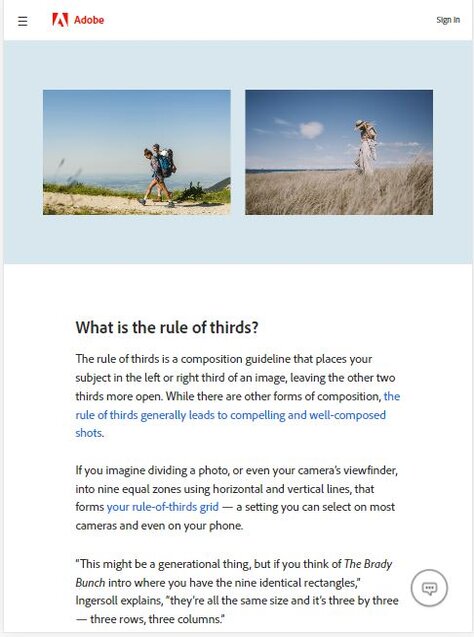 Adobe
Sign In
What is the rule of thirds?
The rule of thirds is a composition guideline that places your
subject in the left or right third of an image, leaving the other two
thirds more open. While there are other forms of composition, the
rule of thirds generally leads to compelling and well-composed
shots.
If you imagine dividing a photo, or even your camera’s viewfinder,
into nine equal zones using horizontal and vertical lines, that
forms your rule-of-thirds grid — a setting you can select on most
cameras and even on your phone.
“This might be a generational thing, but if you think of The Brady
Bunch intro where you have the nine identical rectangles,”
Ingersoll explains, “they’re all the same size and it’s three by three
— three rows, three columns.”